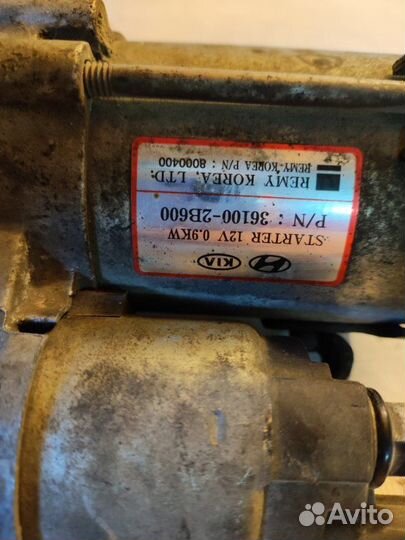 KIA
STARTER 12V 0.9KW
P/N : 36100-2B600
REMY KOREA, LTD.
REMY-KOREA P/N : 8000400
Avito